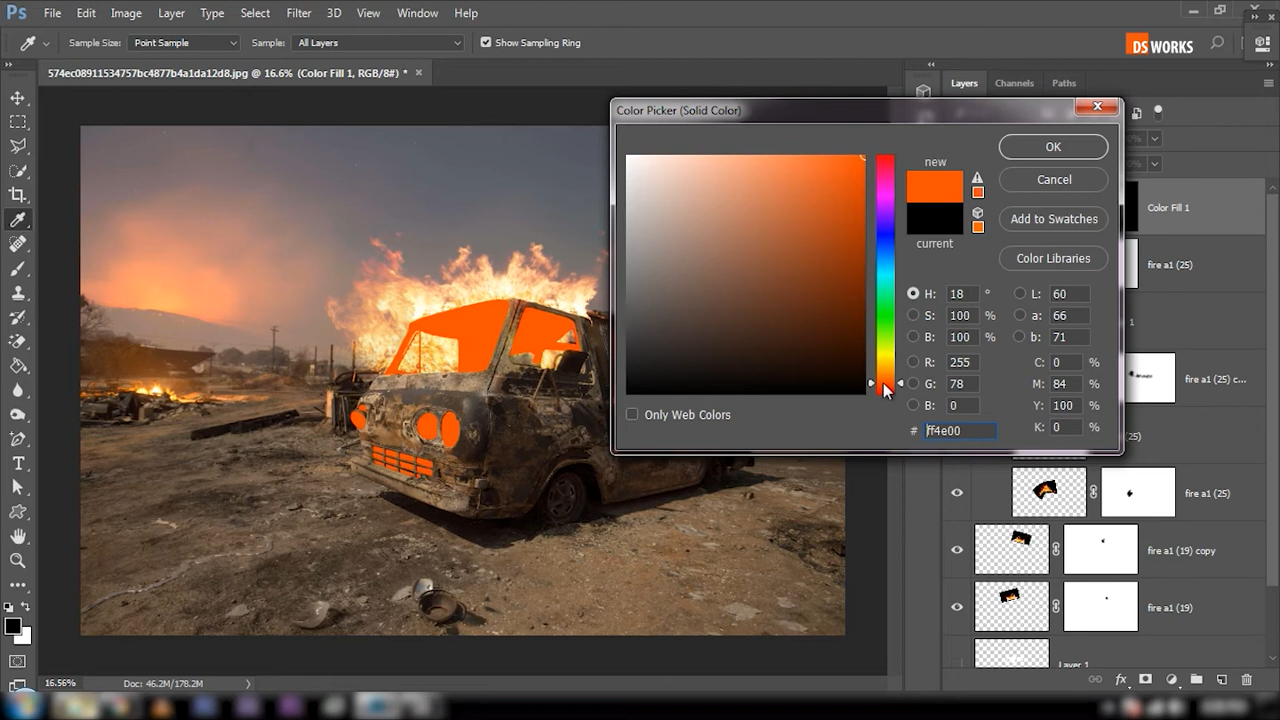 Ps File Edit Image Layer Type Select Filter 3D View Window Help
Sample Size: Point Sample Sample: All Layers Show Sampling Ring
DS WORKS
574ec08911534757bc4877b4a1da12d8.jpg @ 16.6% (Color Fill 1, RGB/8#) * ×
Layers Channels Paths
Color Picker (Solid Color)
new
OK
Cancel
current
Add to Swatches
Color Libraries
H: 18 ° L: 60
S: 100 % a: 66
B: 100 % b: 71
R: 255 C: 0 %
G: 78 M: 84 %
B: 0 Y: 100 %
# ff4e00 K: 0 %
Only Web Colors
Color Fill 1
fire a1 (25)
1
fire a1 (25) c...
(25)
fire a1 (25)
fire a1 (19) copy
fire a1 (19)
Layer 1
16.56% Doc: 46.2M/178.2M
fx